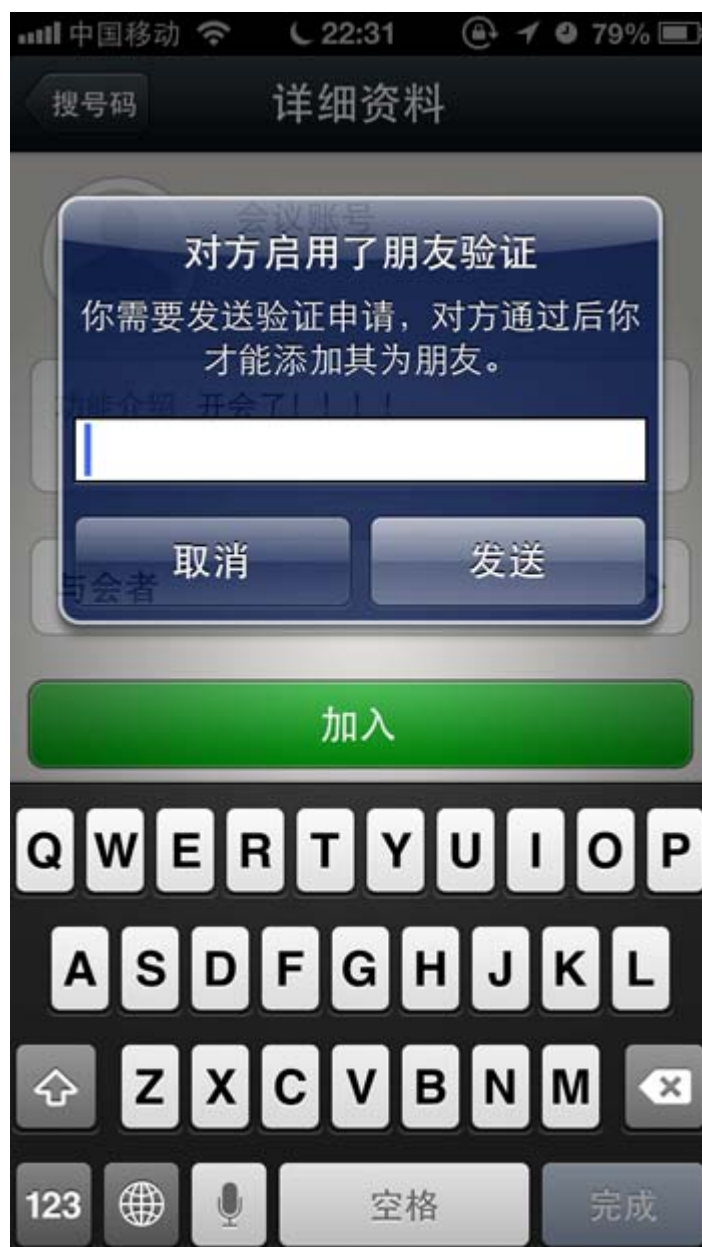 中国移动 22:31 79%
搜号码 详细资料
会议账号
对方启用了朋友验证
你需要发送验证申请，对方通过后你
才能添加其为朋友。
功能介绍 开会了！！！！
取消 发送
与会者
加入
Q W E R T Y U I O P
A S D F G H J K L
Z X C V B N M
123 空格 完成